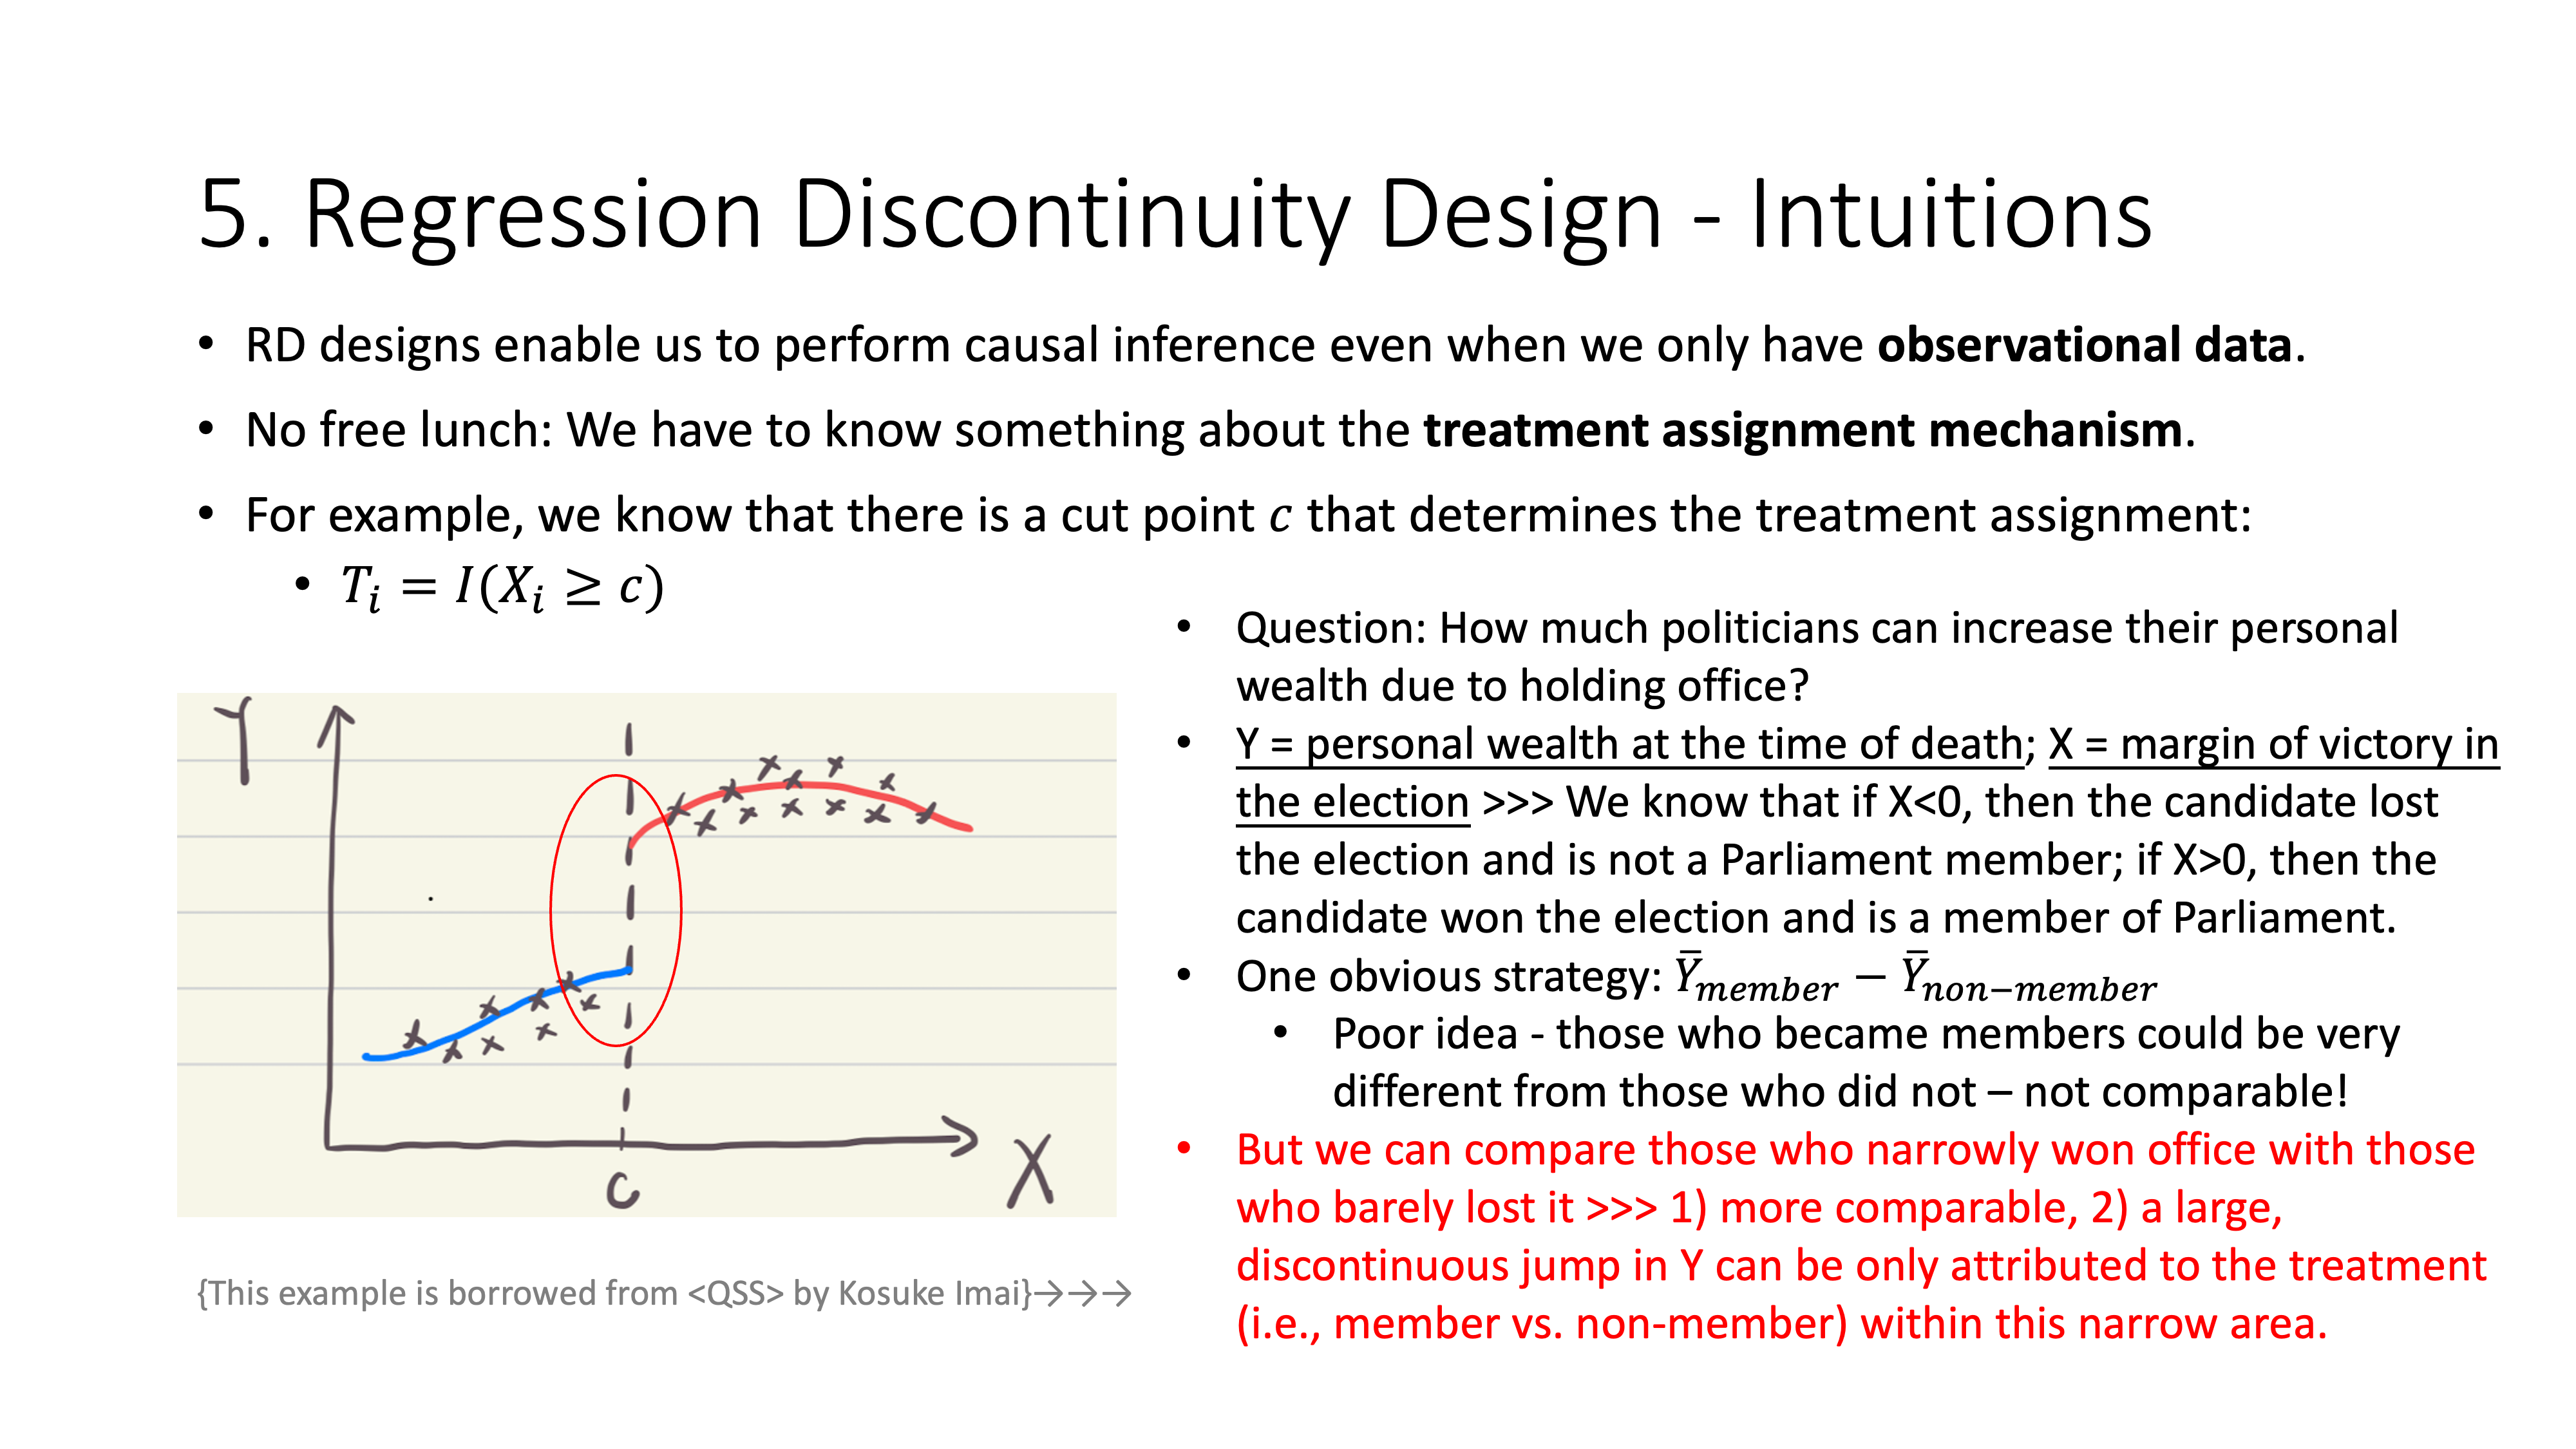 5. Regression Discontinuity Design - Intuitions
• RD designs enable us to perform causal inference even when we only have observational data.
• No free lunch: We have to know something about the treatment assignment mechanism.
• For example, we know that there is a cut point c that determines the treatment assignment:
• Tᵢ = I(Xᵢ ≥ c)
Y
c
X
{This example is borrowed from <QSS> by Kosuke Imai}→→→
• Question: How much politicians can increase their personal
wealth due to holding office?
• Y = personal wealth at the time of death; X = margin of victory in
the election >>> We know that if X<0, then the candidate lost
the election and is not a Parliament member; if X>0, then the
candidate won the election and is a member of Parliament.
• One obvious strategy: Ȳ_member − Ȳ_non−member
• Poor idea - those who became members could be very
different from those who did not – not comparable!
• But we can compare those who narrowly won office with those
who barely lost it >>> 1) more comparable, 2) a large,
discontinuous jump in Y can be only attributed to the treatment
(i.e., member vs. non-member) within this narrow area.